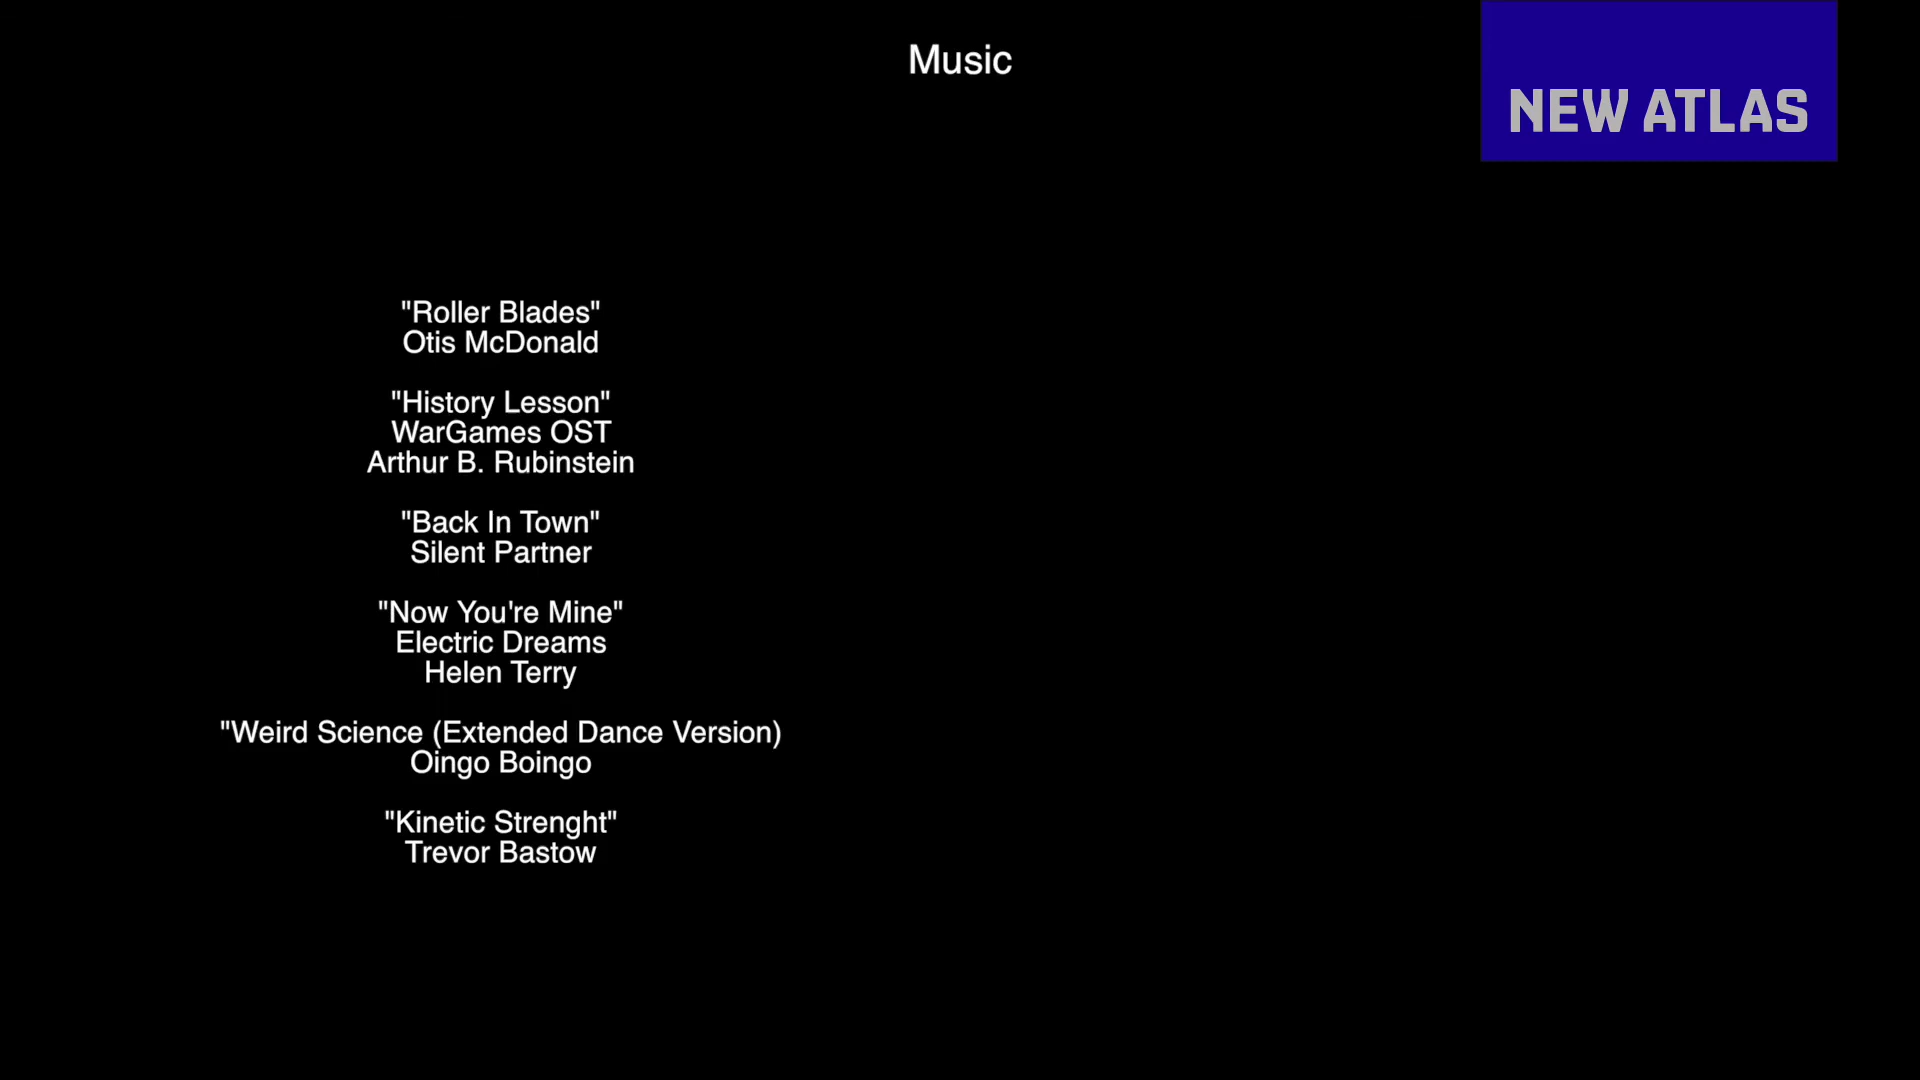 Music
NEW ATLAS
"Roller Blades"
Otis McDonald
"History Lesson"
WarGames OST
Arthur B. Rubinstein
"Back In Town"
Silent Partner
"Now You're Mine"
Electric Dreams
Helen Terry
"Weird Science (Extended Dance Version)
Oingo Boingo
"Kinetic Strenght"
Trevor Bastow